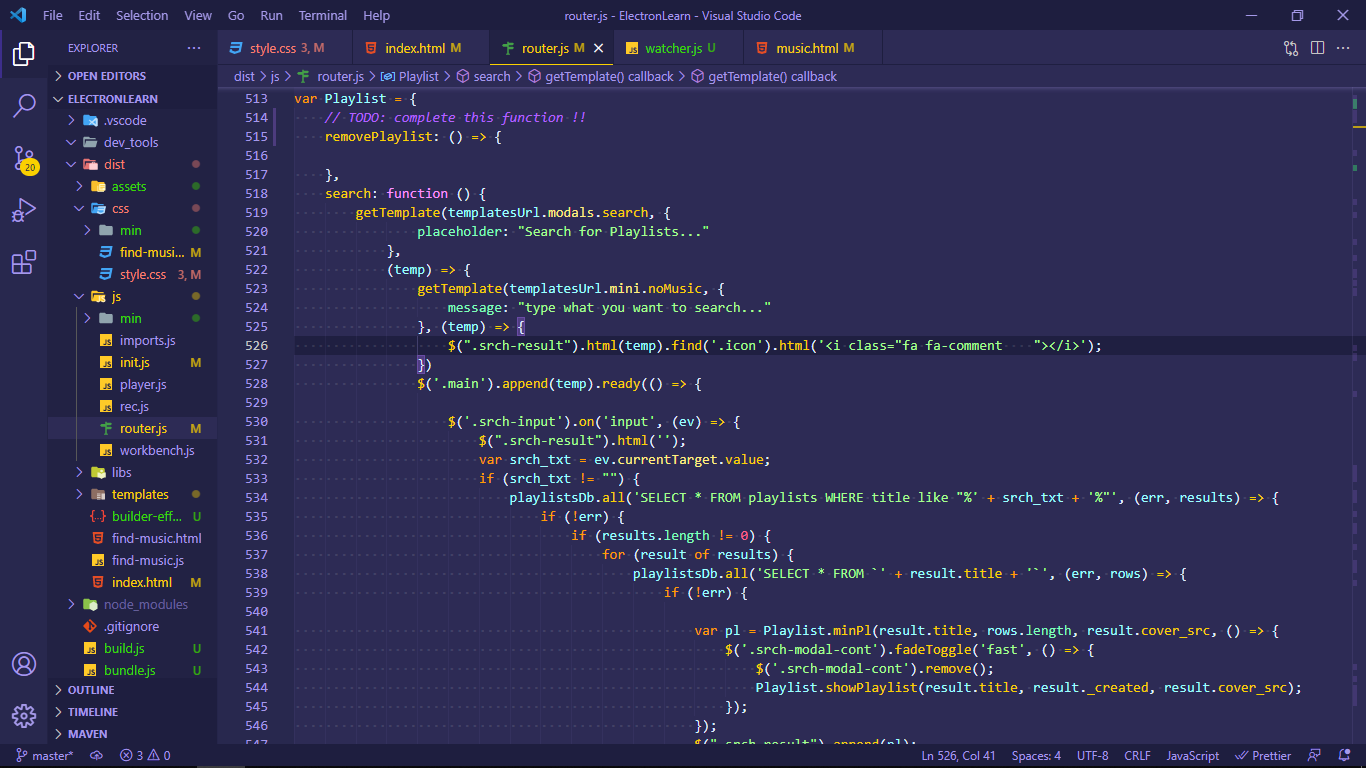 File Edit Selection View Go Run Terminal Help router.js - ElectronLearn - Visual Studio Code
EXPLORER
style.css 3, M index.html M router.js M watcher.js U music.html M
OPEN EDITORS
dist js router.js Playlist search getTemplate() callback getTemplate() callback
ELECTRONLEARN
.vscode
dev_tools
dist
assets
css
min
find-musi... M
style.css 3, M
js
min
imports.js
init.js M
player.js
rec.js
router.js M
workbench.js
libs
templates
builder-eff... U
find-music.html
find-music.js
index.html M
node_modules
.gitignore
build.js U
bundle.js U
OUTLINE
TIMELINE
MAVEN
20
513 var Playlist = {
514 // TODO: complete this function !!
515 removePlaylist: () => {
516
517 },
518 search: function () {
519 getTemplate(templatesUrl.modals.search, {
520 placeholder: "Search for Playlists..."
521 },
522 (temp) => {
523 getTemplate(templatesUrl.mini.noMusic, {
524 message: "type what you want to search..."
525 }, (temp) => {
526 $(".srch-result").html(temp).find('.icon').html('<i class="fa fa-comment    "></i>');
527 })
528 $('.main').append(temp).ready(() => {
529
530 $('.srch-input').on('input', (ev) => {
531 $(".srch-result").html('');
532 var srch_txt = ev.currentTarget.value;
533 if (srch_txt != "") {
534 playlistsDb.all('SELECT * FROM playlists WHERE title like "%' + srch_txt + '%"', (err, results) => {
535 if (!err) {
536 if (results.length != 0) {
537 for (result of results) {
538 playlistsDb.all('SELECT * FROM `' + result.title + '`', (err, rows) => {
539 if (!err) {
540
541 var pl = Playlist.minPl(result.title, rows.length, result.cover_src, () => {
542 $('.srch-modal-cont').fadeToggle('fast', () => {
543 $('.srch-modal-cont').remove();
544 Playlist.showPlaylist(result.title, result._created, result.cover_src);
545 });
546 });
547 $(".srch-result").append(pl);
master* 3 0 Ln 526, Col 41 Spaces: 4 UTF-8 CRLF JavaScript Prettier